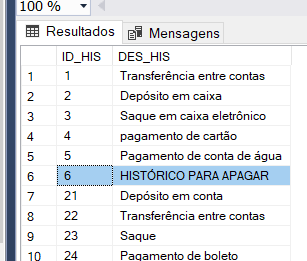 100 %
Resultados Mensagens
ID_HIS DES_HIS
1 1 Transferência entre contas
2 2 Depósito em caixa
3 3 Saque em caixa eletrônico
4 4 pagamento de cartão
5 5 Pagamento de conta de água
6 6 HISTÓRICO PARA APAGAR
7 21 Depósito em conta
8 22 Transferência entre contas
9 23 Saque
10 24 Pagamento de boleto